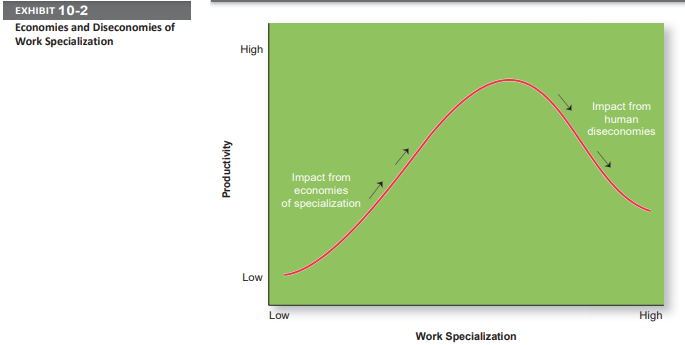 EXHIBIT 10-2
Economies and Diseconomies of
Work Specialization
High
Productivity
Impact from
human
diseconomies
Impact from
economies
of specialization
Low
Low
High
Work Specialization